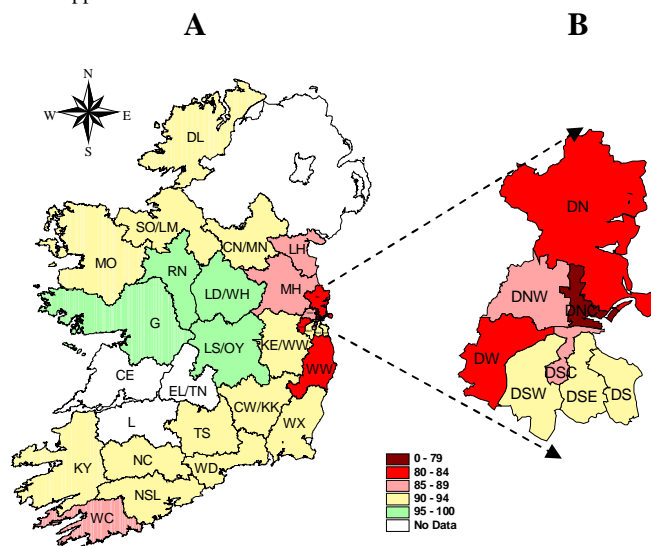 A
B
N
W E
S
DL
SO/LM
CN/MN
MO
LH
RN
MH
LD/WH
G
LS/OY
KE/WW
CE
WW
EL/TN
CW/KK
L
TS
WX
KY
NC
WD
NSL
WC
DN
DNW
DNC
DW
DSC
DSW
DSE
DS
0 - 79
80 - 84
85 - 89
90 - 94
95 - 100
No Data